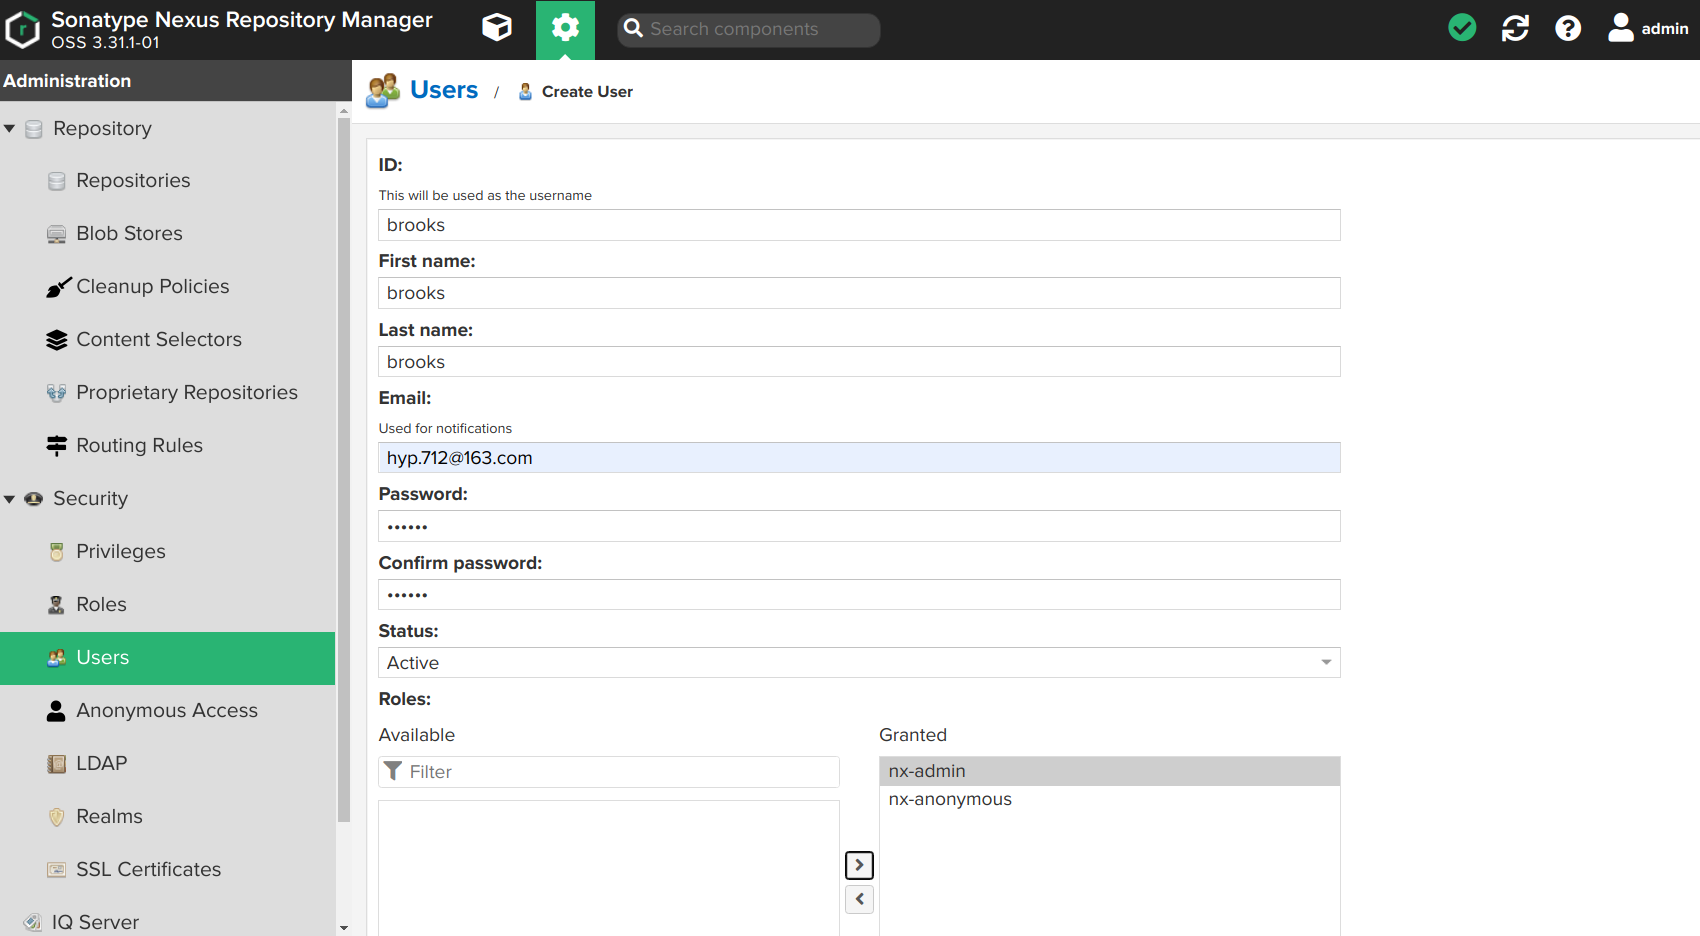 Sonatype Nexus Repository Manager
OSS 3.31.1-01
Search components
admin
Administration
Repository
Repositories
Blob Stores
Cleanup Policies
Content Selectors
Proprietary Repositories
Routing Rules
Security
Privileges
Roles
Users
Anonymous Access
LDAP
Realms
SSL Certificates
IQ Server
Users / Create User
ID:
This will be used as the username
brooks
First name:
brooks
Last name:
brooks
Email:
Used for notifications
hyp.712@163.com
Password:
••••••
Confirm password:
••••••
Status:
Active
Roles:
Available
Filter
Granted
nx-admin
nx-anonymous